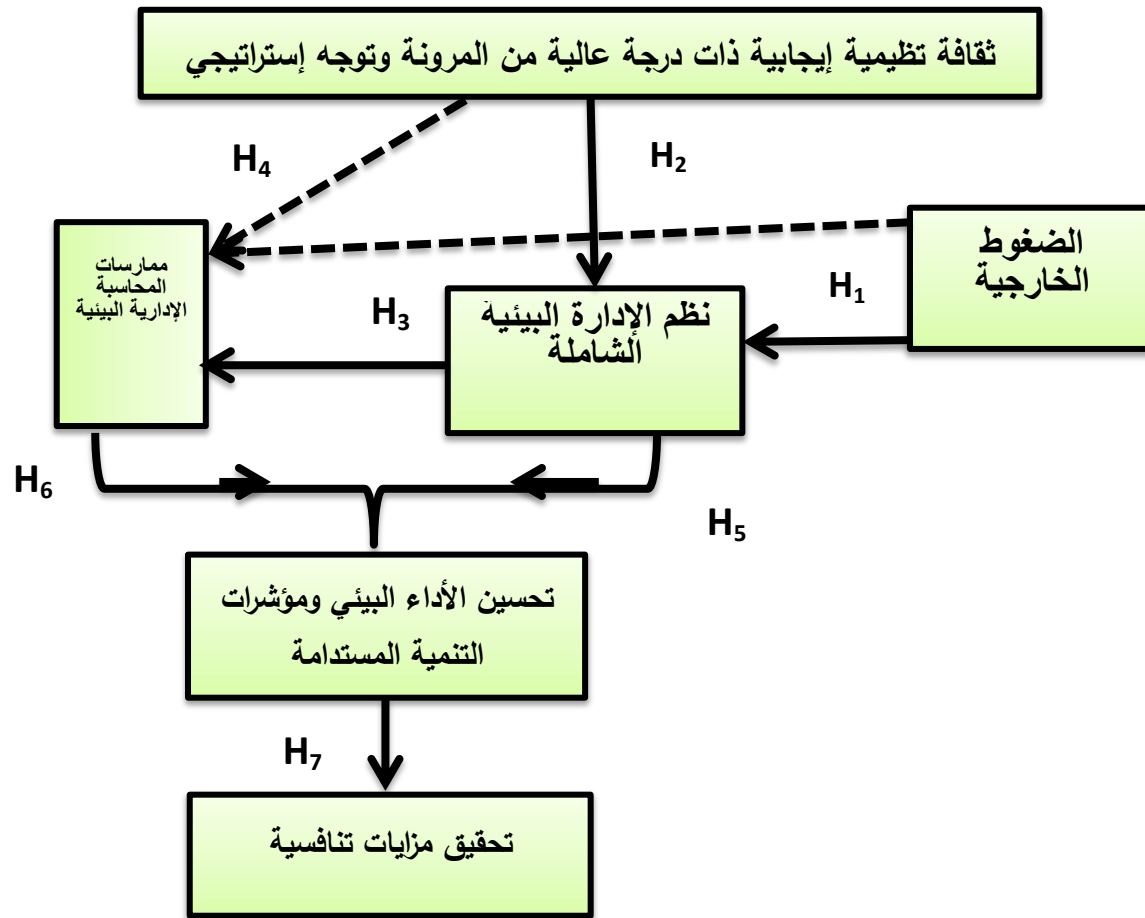 ثقافة تظيمية إيجابية ذات درجة عالية من المرونة وتوجه إستراتيجي
H4
H2
الضغوط
الخارجية
ممارسات
المحاسبة
الإدارية البيئية
H1
نظم الإدارة البيئية
الشاملة
H3
H6
H5
تحسين الأداء البيئي ومؤشرات
التنمية المستدامة
H7
تحقيق مزايات تنافسية